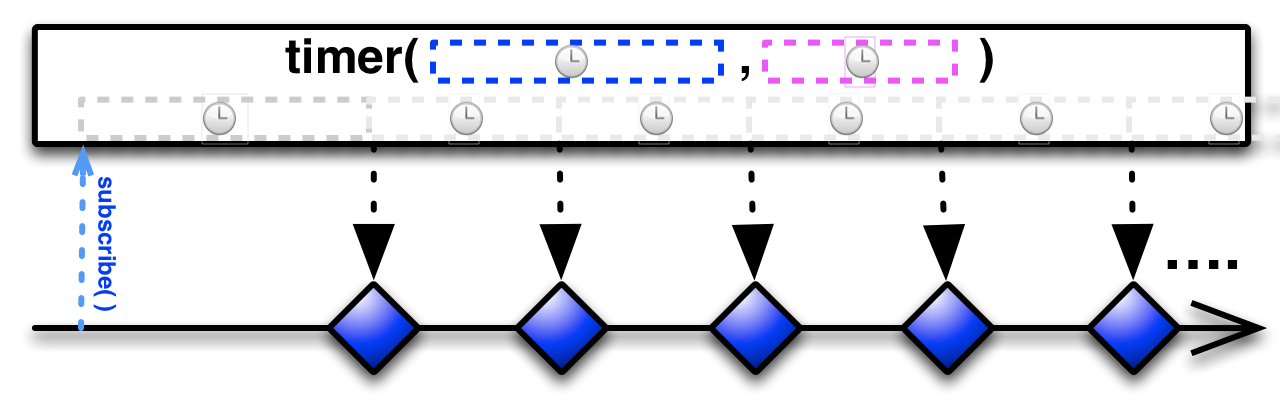 timer( , )
subscribe( )
....